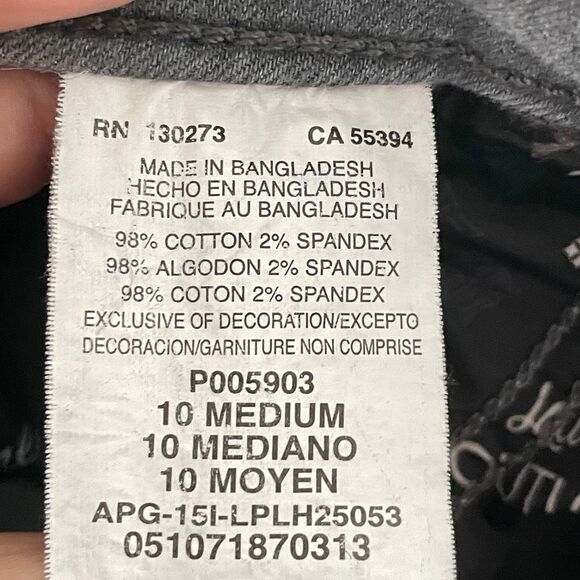 RN 130273 CA 55394
MADE IN BANGLADESH
HECHO EN BANGLADESH
FABRIQUE AU BANGLADESH
98% COTTON 2% SPANDEX
98% ALGODON 2% SPANDEX
98% COTON 2% SPANDEX
EXCLUSIVE OF DECORATION/EXCEPTO
DECORACION/GARNITURE NON COMPRISE
P005903
10 MEDIUM
10 MEDIANO
10 MOYEN
APG-15I-LPLH25053
051071870313